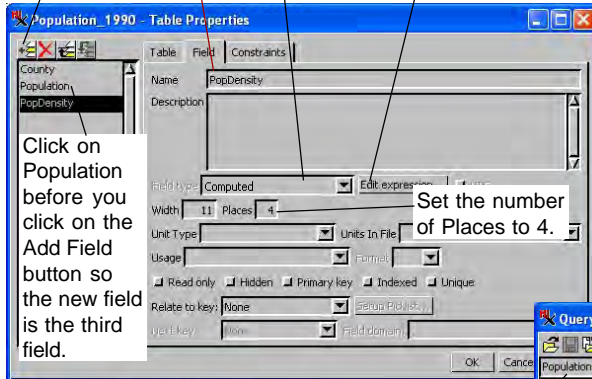 Population_1990 - Table Properties
Table Field Constraints
County
Population
PopDensity
Name PopDensity
Description
Click on
Population
before you
click on the
Add Field
button so
the new field
is the third
field.
Field type Computed Edit expression
Width 11 Places 4
Set the number
of Places to 4.
Unit Type Units In File
Usage Format
Read only Hidden Primary key Indexed Unique
Relate to key: None Setup Picklist...
None Field domain:
OK Cance
Query
Population